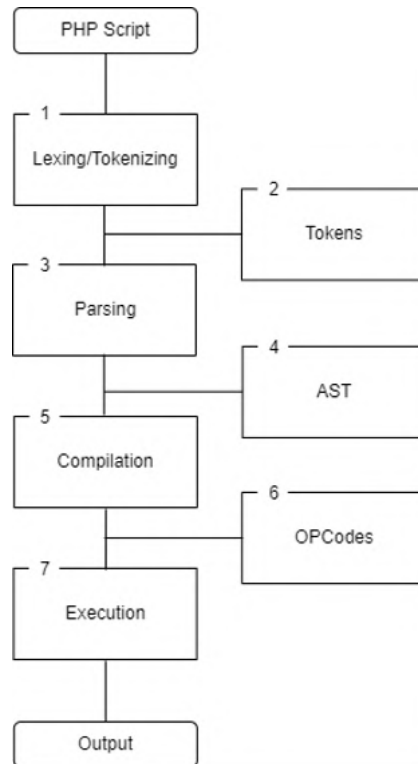 PHP Script
1
Lexing/Tokenizing
2
Tokens
3
Parsing
4
AST
5
Compilation
6
OPCodes
7
Execution
Output